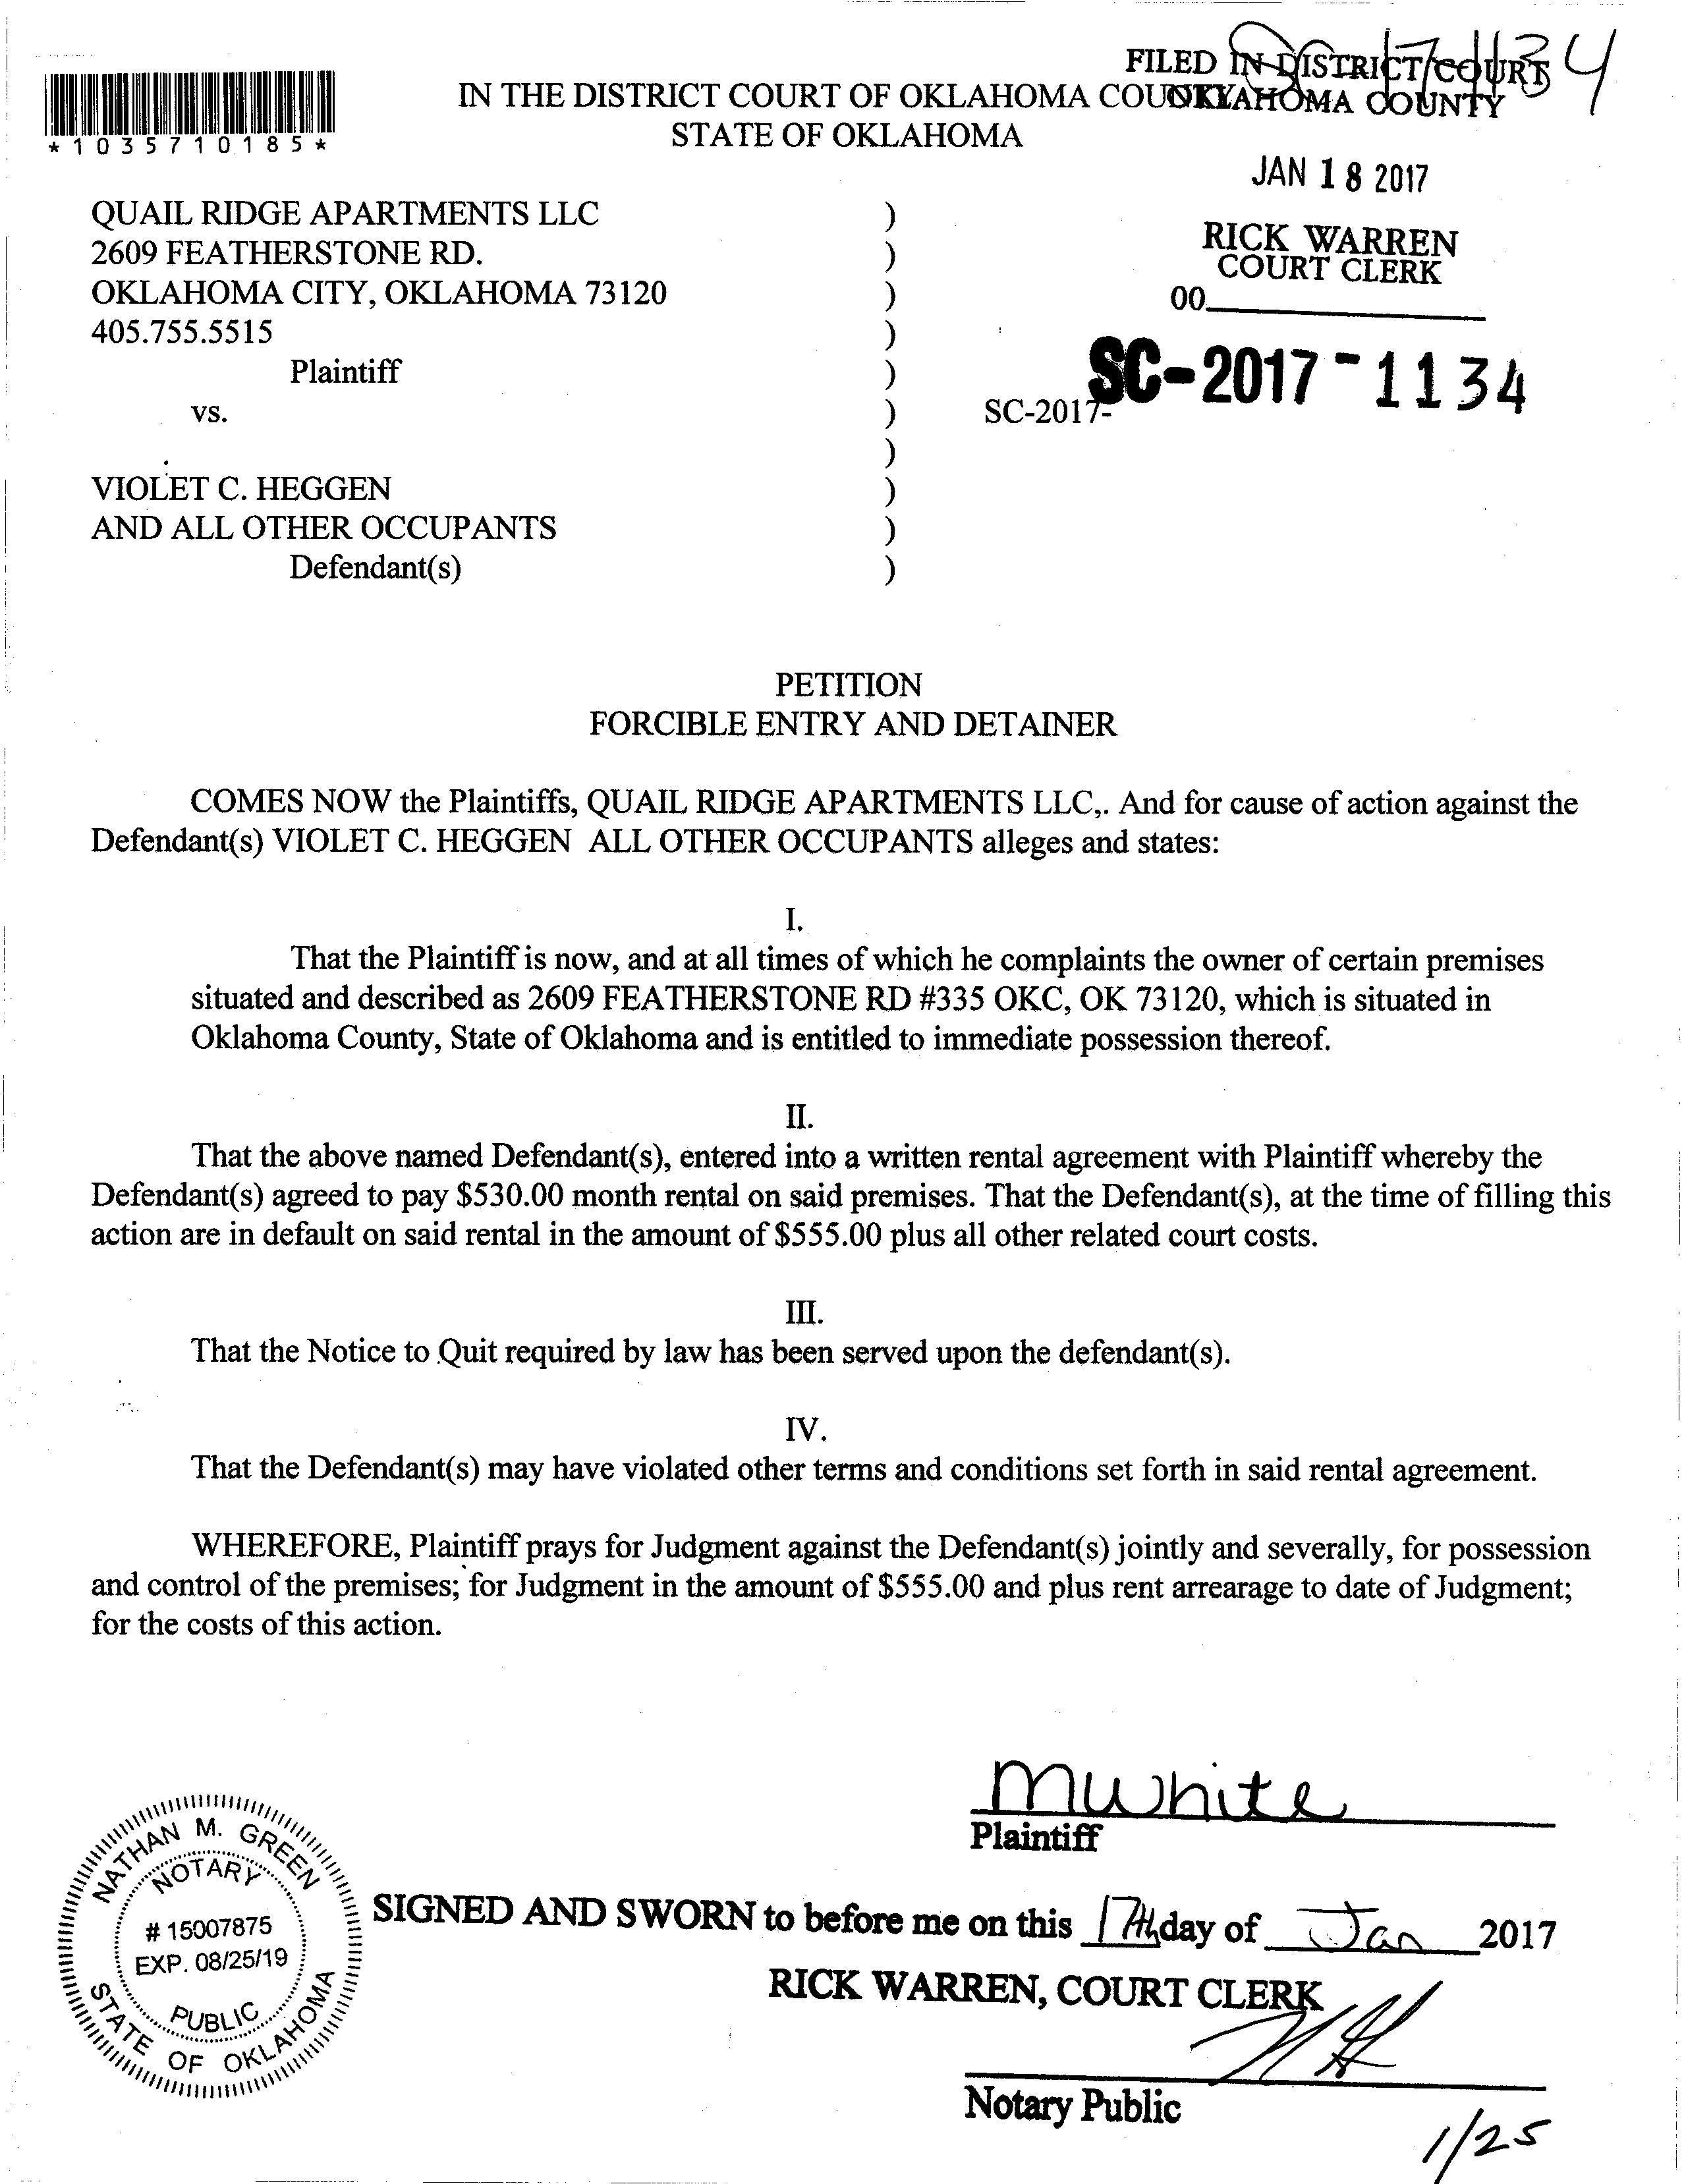 FILED IN DISTRICT COURT
OKLAHOMA COUNTY
17-1134
IN THE DISTRICT COURT OF OKLAHOMA COUNTY
STATE OF OKLAHOMA
*1035710185*
JAN 18 2017
RICK WARREN
COURT CLERK
00
QUAIL RIDGE APARTMENTS LLC )
2609 FEATHERSTONE RD. )
OKLAHOMA CITY, OKLAHOMA 73120 )
405.755.5515 )
Plaintiff )
vs. ) SC-2017- SC-2017-1134
)
VIOLET C. HEGGEN )
AND ALL OTHER OCCUPANTS )
Defendant(s) )
PETITION
FORCIBLE ENTRY AND DETAINER
COMES NOW the Plaintiffs, QUAIL RIDGE APARTMENTS LLC,. And for cause of action against the
Defendant(s) VIOLET C. HEGGEN ALL OTHER OCCUPANTS alleges and states:
I.
That the Plaintiff is now, and at all times of which he complaints the owner of certain premises
situated and described as 2609 FEATHERSTONE RD #335 OKC, OK 73120, which is situated in
Oklahoma County, State of Oklahoma and is entitled to immediate possession thereof.
II.
That the above named Defendant(s), entered into a written rental agreement with Plaintiff whereby the
Defendant(s) agreed to pay $530.00 month rental on said premises. That the Defendant(s), at the time of filling this
action are in default on said rental in the amount of $555.00 plus all other related court costs.
III.
That the Notice to Quit required by law has been served upon the defendant(s).
IV.
That the Defendant(s) may have violated other terms and conditions set forth in said rental agreement.
WHEREFORE, Plaintiff prays for Judgment against the Defendant(s) jointly and severally, for possession
and control of the premises; for Judgment in the amount of $555.00 and plus rent arrearage to date of Judgment;
for the costs of this action.
MWhite
Plaintiff
NATHAN M. GREEN
NOTARY
# 15007875
EXP. 08/25/19
PUBLIC
STATE OF OKLAHOMA
SIGNED AND SWORN to before me on this 17th day of Jan 2017
RICK WARREN, COURT CLERK
Notary Public
1/25